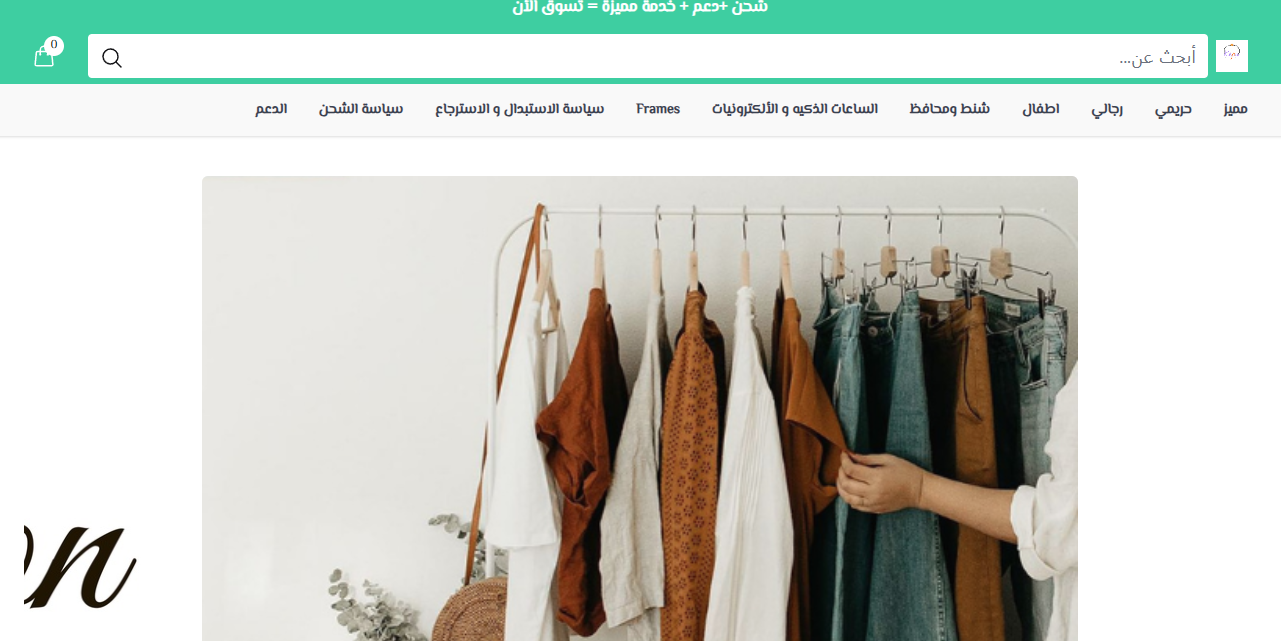 شحن +دعم + خدمة مميزة = تسوق الآن
أبحث عن...
0
مميز حريمي رجالي اطفال شنط ومحافظ الساعات الذكيه و الألكترونيات Frames سياسة الاستبدال و الاسترجاع سياسة الشحن الدعم